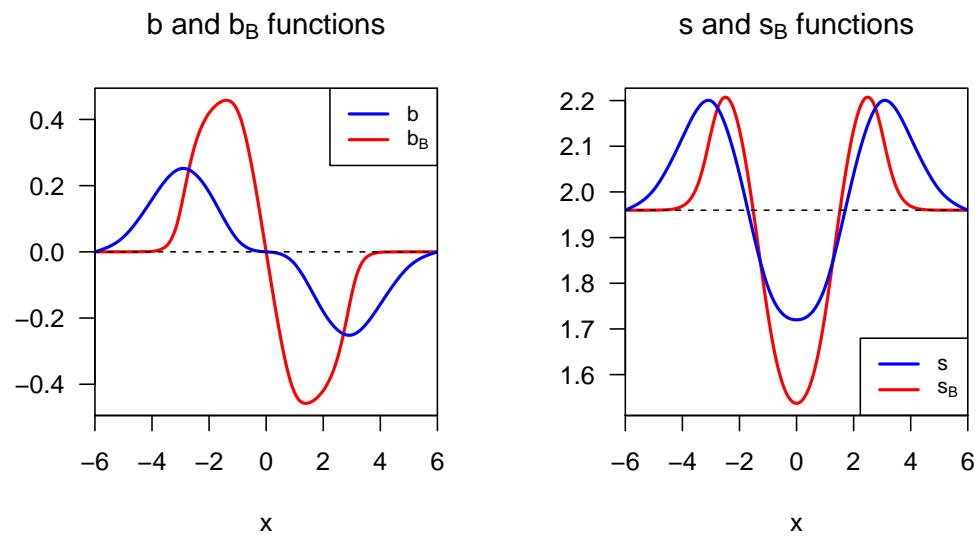 b and b_B functions
0.4
0.2
0.0
−0.2
−0.4
−6 −4 −2 0 2 4 6
x
b
b_B
s and s_B functions
2.2
2.1
2.0
1.9
1.8
1.7
1.6
−6 −4 −2 0 2 4 6
x
s
s_B